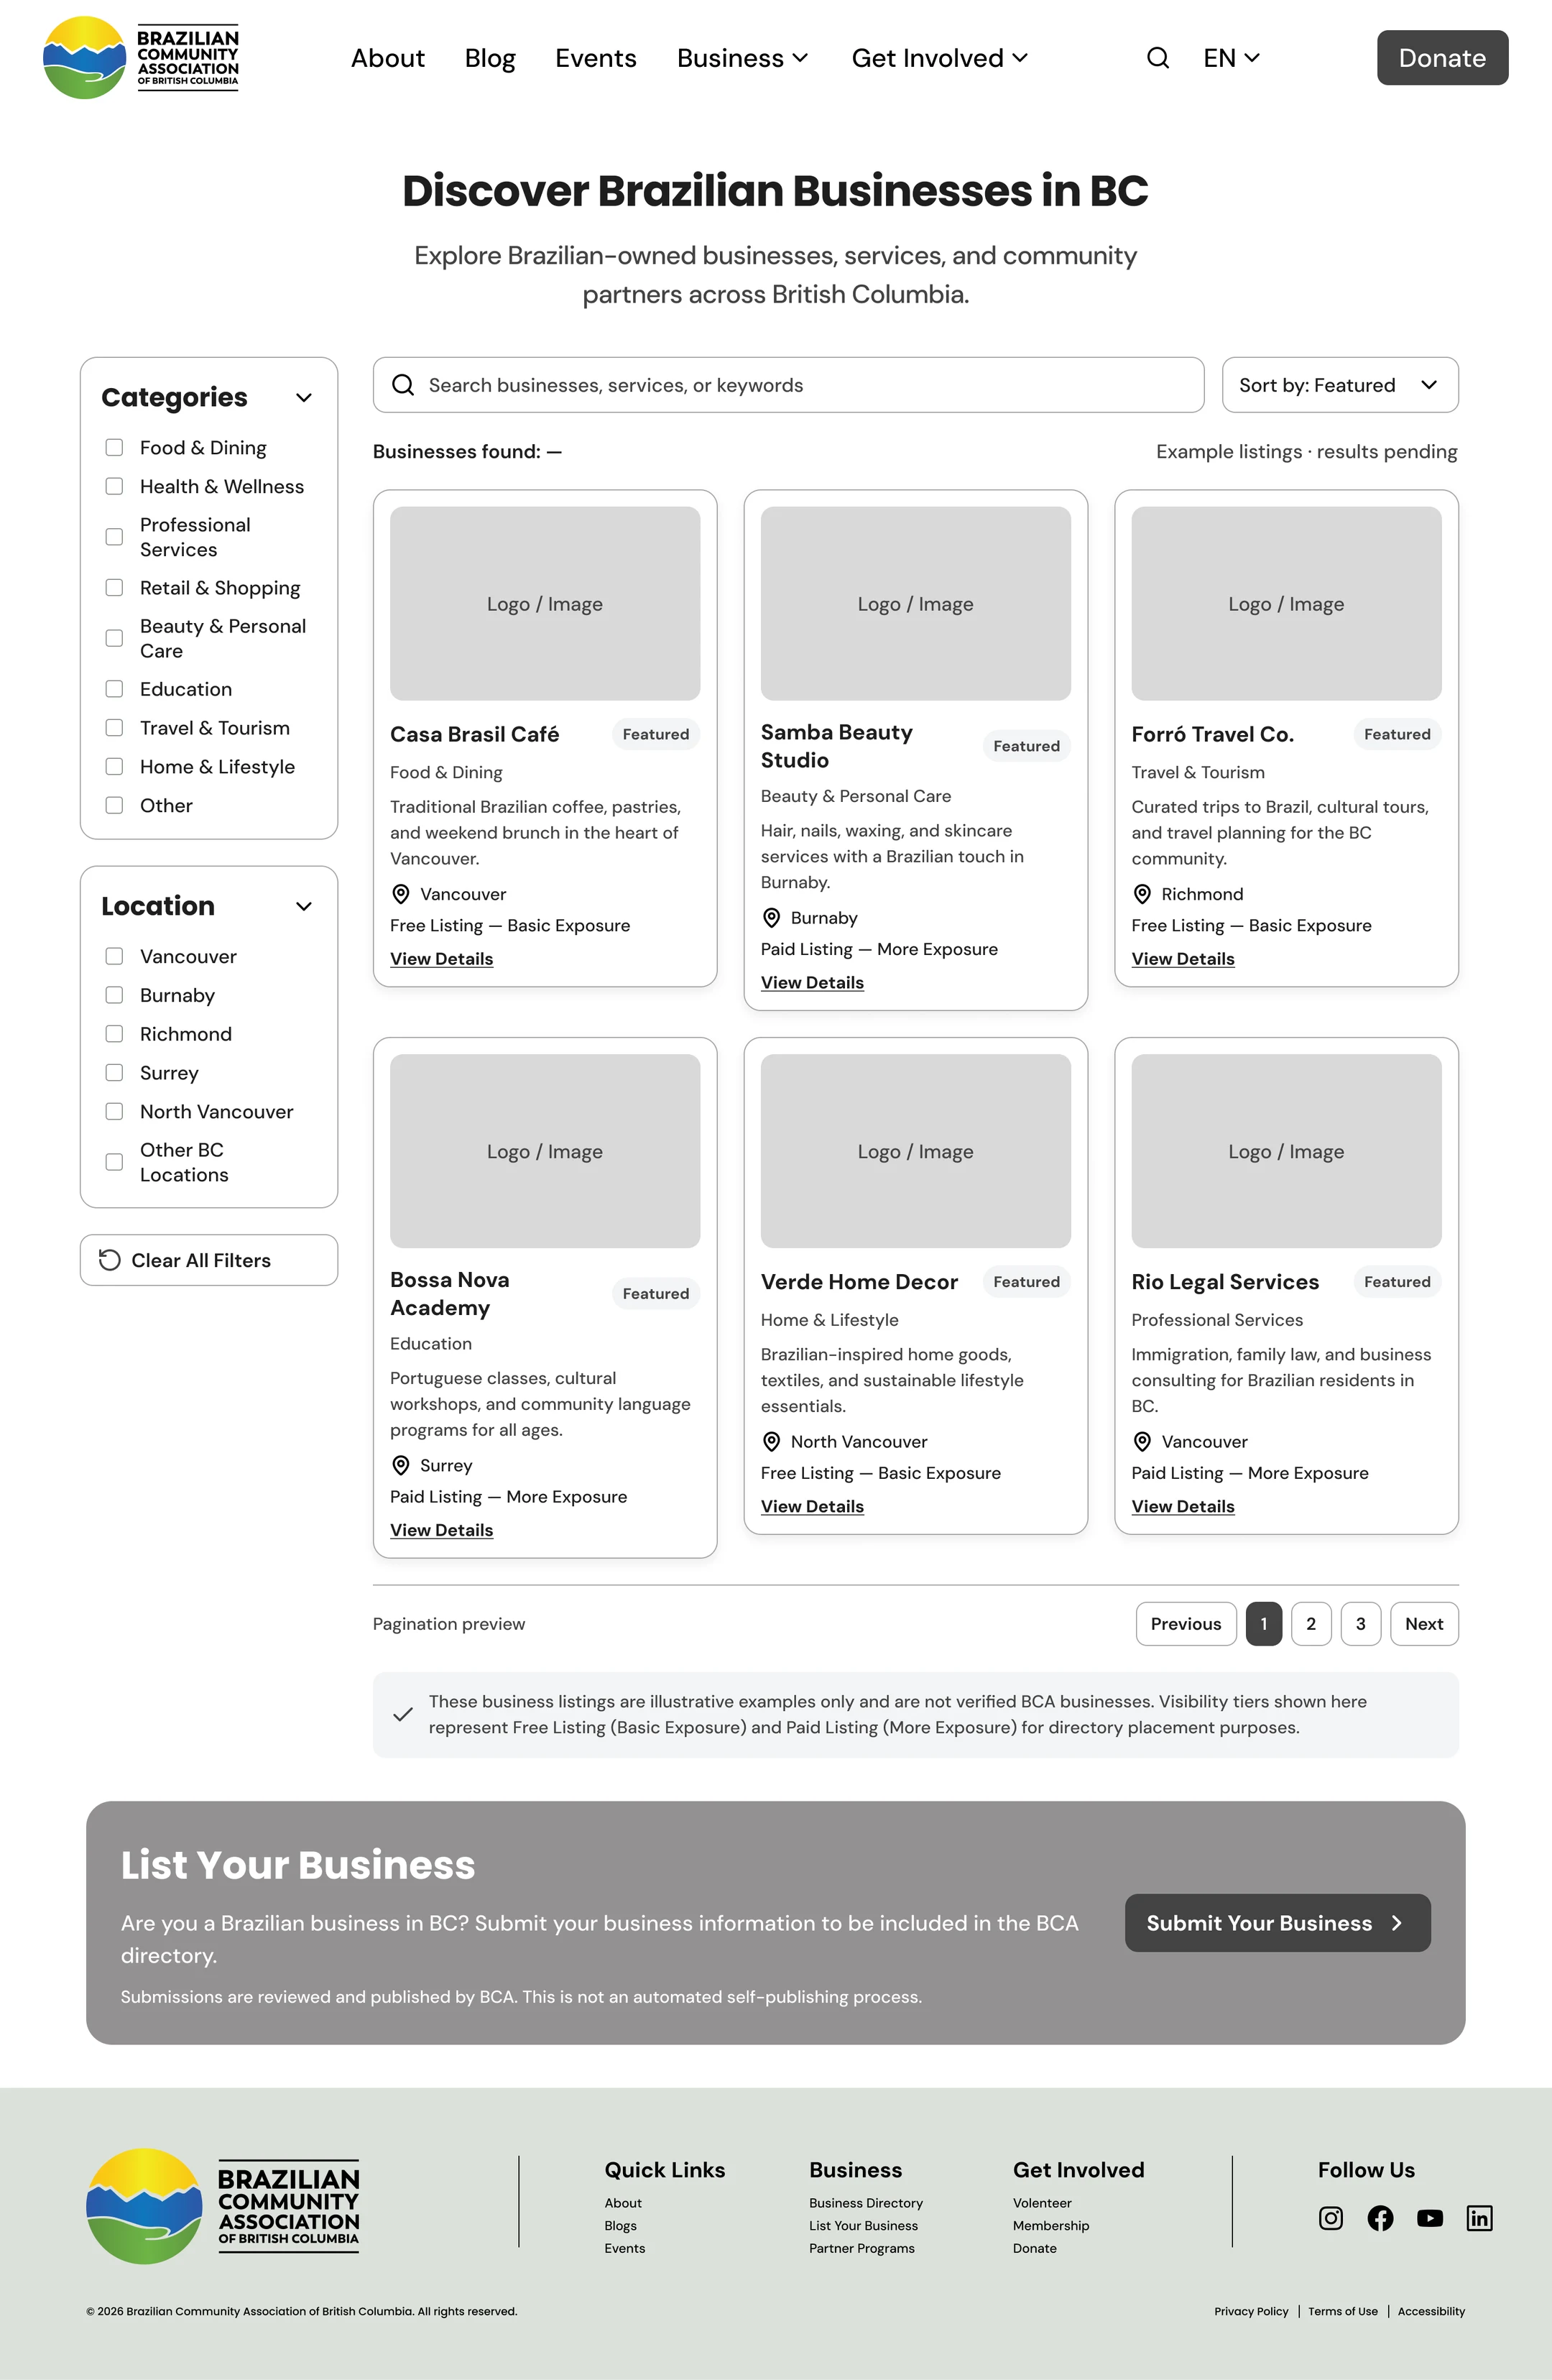 BRAZILIAN
COMMUNITY
ASSOCIATION
OF BRITISH COLUMBIA
About
Blog
Events
Business
Get Involved
EN
Donate
Discover Brazilian Businesses in BC
Explore Brazilian-owned businesses, services, and community
partners across British Columbia.
Categories
Food & Dining
Health & Wellness
Professional
Services
Retail & Shopping
Beauty & Personal
Care
Education
Travel & Tourism
Home & Lifestyle
Other
Location
Vancouver
Burnaby
Richmond
Surrey
North Vancouver
Other BC
Locations
Clear All Filters
Search businesses, services, or keywords
Sort by: Featured
Businesses found: —
Example listings · results pending
Logo / Image
Casa Brasil Café
Featured
Food & Dining
Traditional Brazilian coffee, pastries,
and weekend brunch in the heart of
Vancouver.
Vancouver
Free Listing — Basic Exposure
View Details
Logo / Image
Samba Beauty
Studio
Featured
Beauty & Personal Care
Hair, nails, waxing, and skincare
services with a Brazilian touch in
Burnaby.
Burnaby
Paid Listing — More Exposure
View Details
Logo / Image
Forró Travel Co.
Featured
Travel & Tourism
Curated trips to Brazil, cultural tours,
and travel planning for the BC
community.
Richmond
Free Listing — Basic Exposure
View Details
Logo / Image
Bossa Nova
Academy
Featured
Education
Portuguese classes, cultural
workshops, and community language
programs for all ages.
Surrey
Paid Listing — More Exposure
View Details
Logo / Image
Verde Home Decor
Featured
Home & Lifestyle
Brazilian-inspired home goods,
textiles, and sustainable lifestyle
essentials.
North Vancouver
Free Listing — Basic Exposure
View Details
Logo / Image
Rio Legal Services
Featured
Professional Services
Immigration, family law, and business
consulting for Brazilian residents in
BC.
Vancouver
Paid Listing — More Exposure
View Details
Pagination preview
Previous
1
2
3
Next
These business listings are illustrative examples only and are not verified BCA businesses. Visibility tiers shown here
represent Free Listing (Basic Exposure) and Paid Listing (More Exposure) for directory placement purposes.
List Your Business
Are you a Brazilian business in BC? Submit your business information to be included in the BCA
directory.
Submissions are reviewed and published by BCA. This is not an automated self-publishing process.
Submit Your Business
BRAZILIAN
COMMUNITY
ASSOCIATION
OF BRITISH COLUMBIA
Quick Links
About
Blogs
Events
Business
Business Directory
List Your Business
Partner Programs
Get Involved
Volunteer
Membership
Donate
Follow Us
in
© 2026 Brazilian Community Association of British Columbia. All rights reserved.
Privacy Policy
Terms of Use
Accessibility